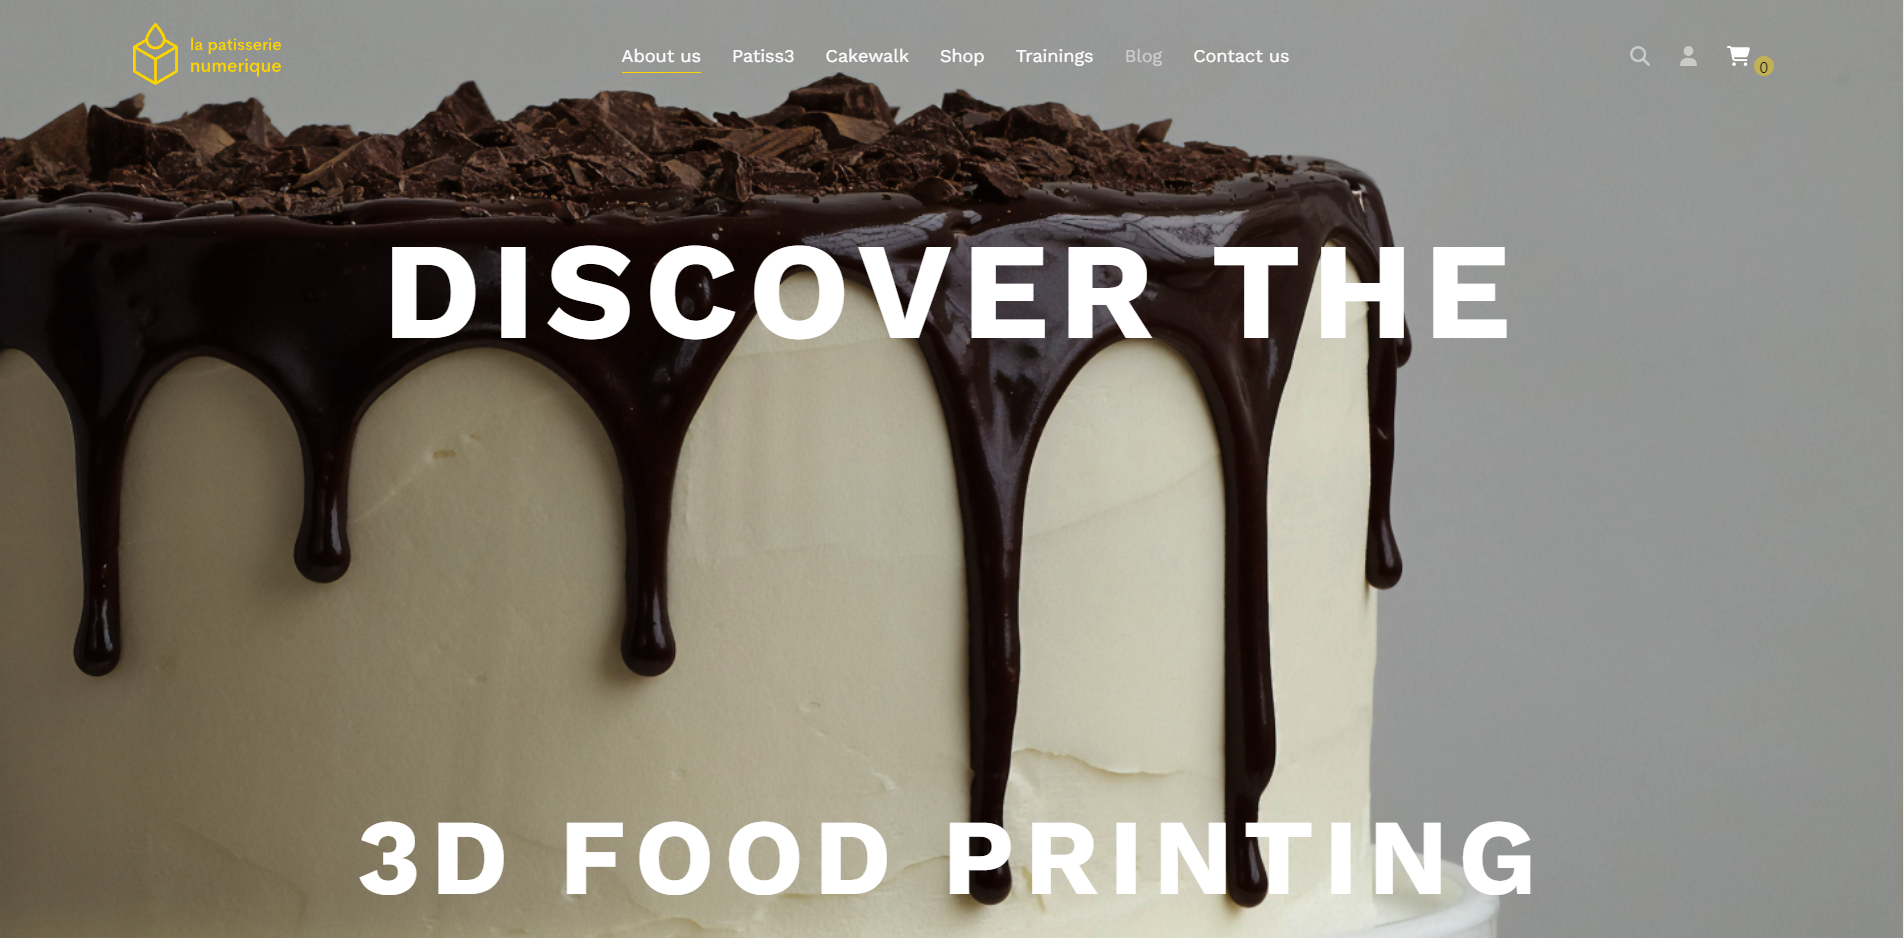 la patisserie
numerique
About us Patiss3 Cakewalk Shop Trainings Blog Contact us
0
DISCOVER THE
3D FOOD PRINTING